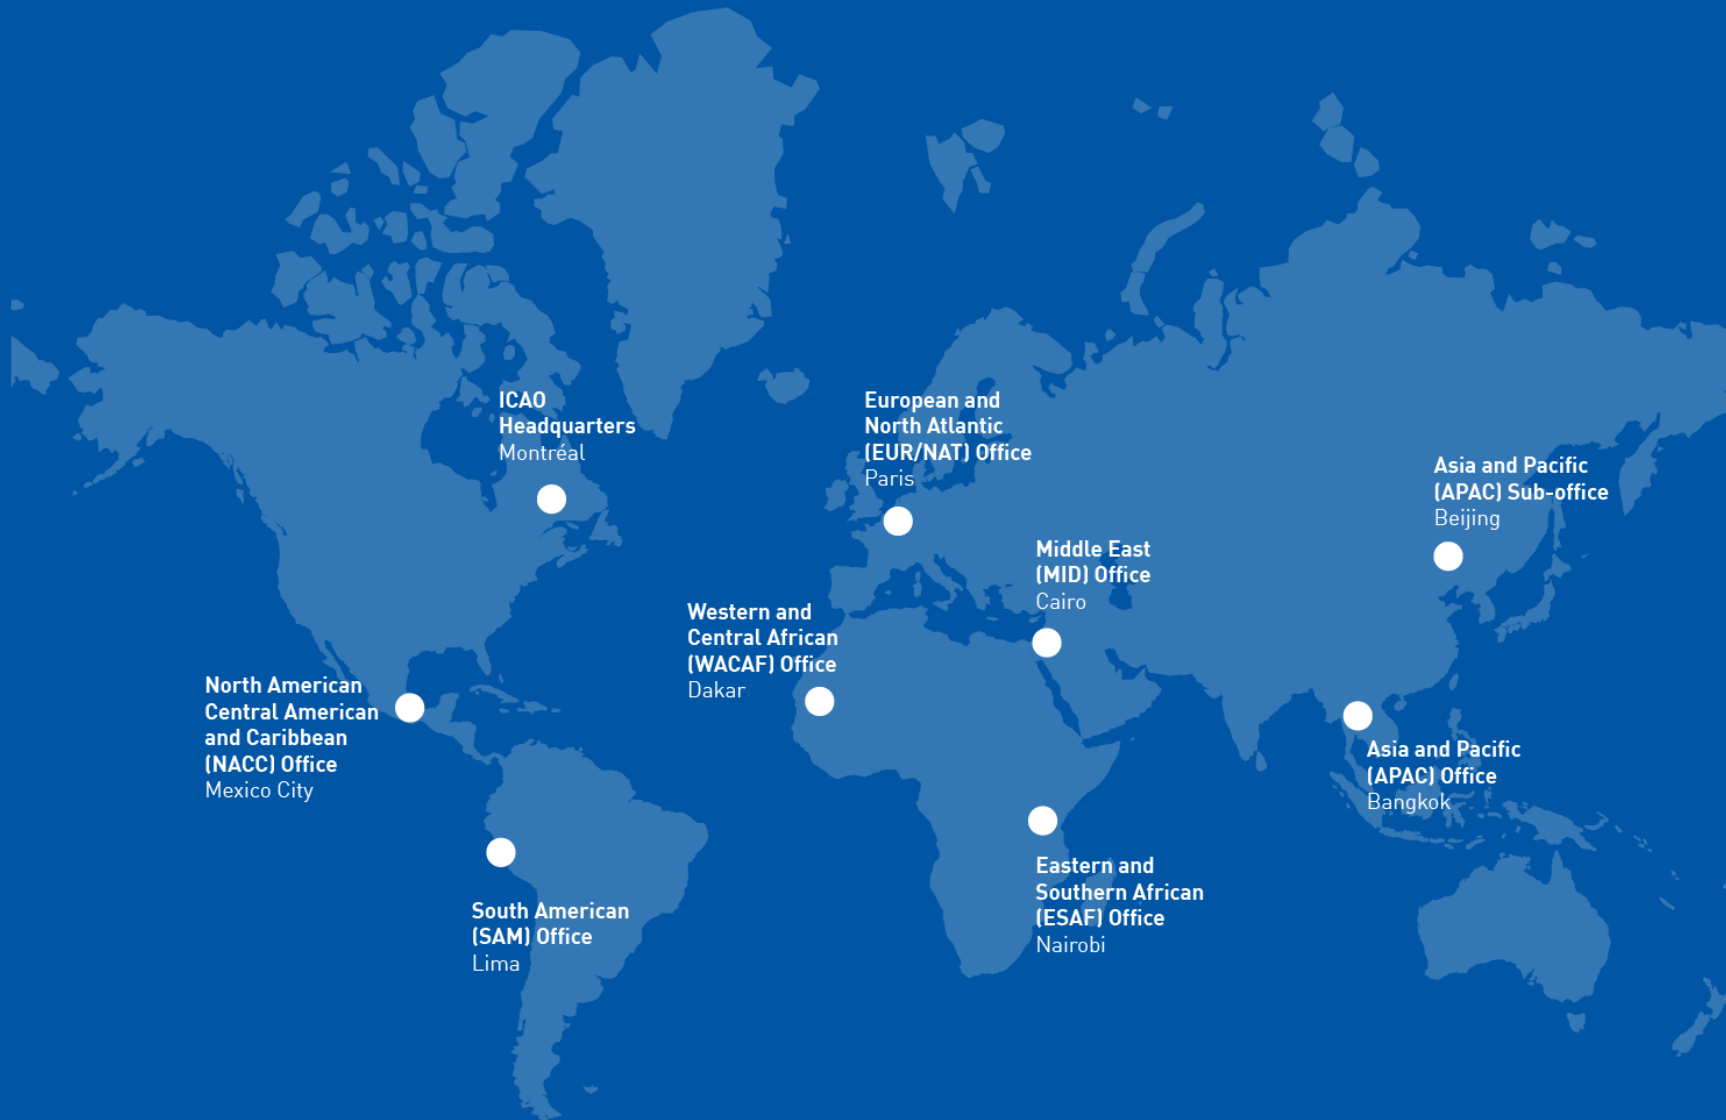 ICAO
Headquarters
Montréal
European and
North Atlantic
(EUR/NAT) Office
Paris
Asia and Pacific
(APAC) Sub-office
Beijing
Middle East
(MID) Office
Cairo
Western and
Central African
(WACAF) Office
Dakar
North American
Central American
and Caribbean
(NACC) Office
Mexico City
Asia and Pacific
(APAC) Office
Bangkok
Eastern and
Southern African
(ESAF) Office
Nairobi
South American
(SAM) Office
Lima